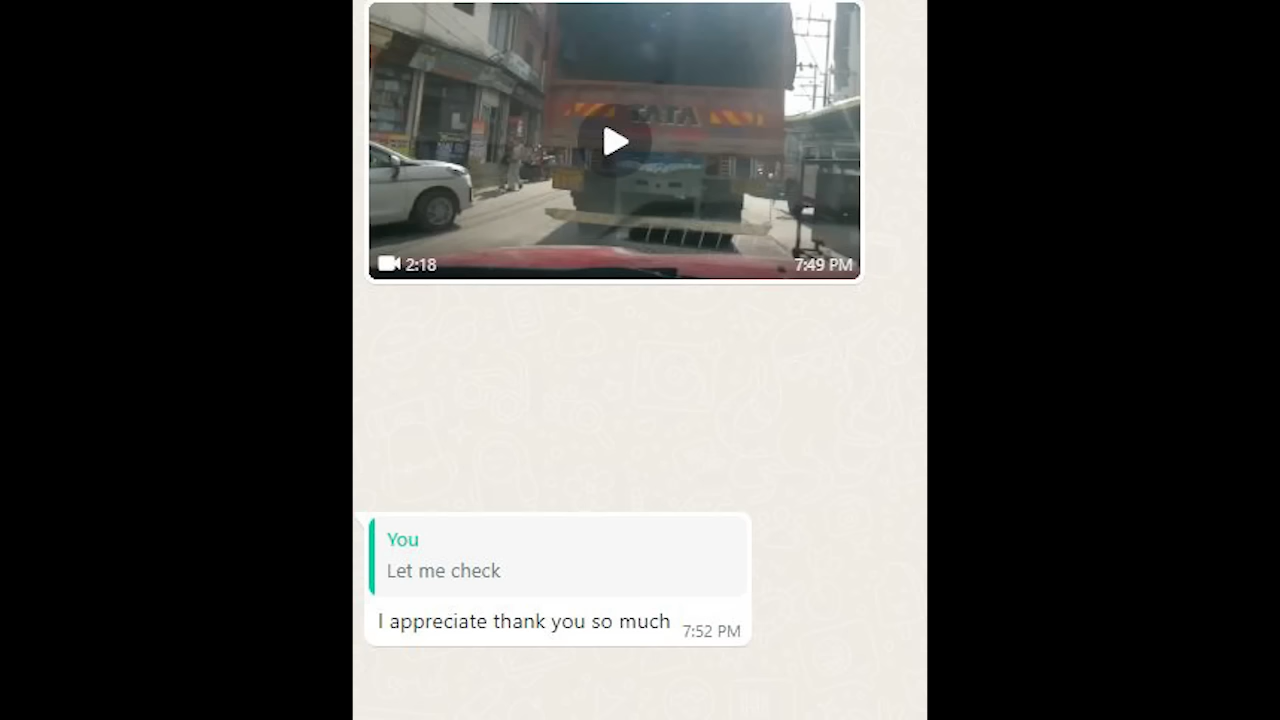 TATA
2:18
7:49 PM
You
Let me check
I appreciate thank you so much
7:52 PM